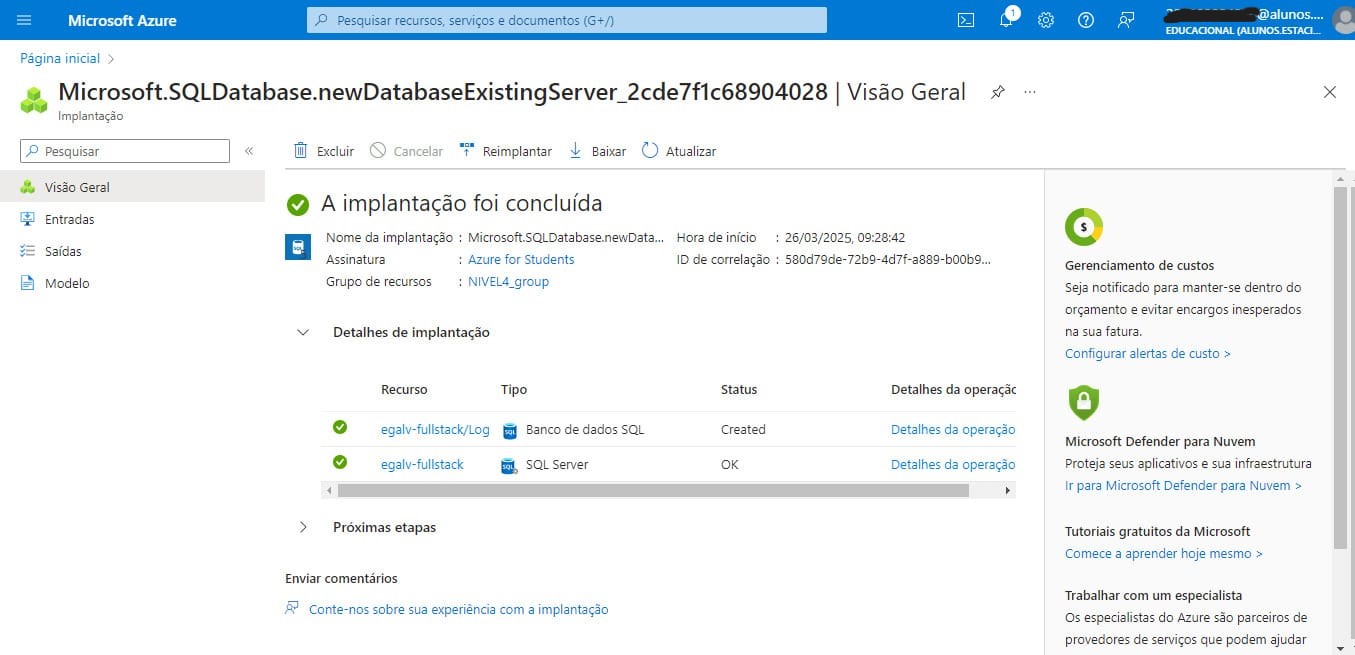 Microsoft Azure
Pesquisar recursos, serviços e documentos (G+/)
1
@alunos....
EDUCACIONAL (ALUNOS.ESTACI...
Página inicial
Microsoft.SQLDatabase.newDatabaseExistingServer_2cde7f1c68904028 | Visão Geral
...
Implantação
Pesquisar
«
Excluir Cancelar Reimplantar Baixar Atualizar
Visão Geral
Entradas
Saídas
Modelo
A implantação foi concluída
Nome da implantação : Microsoft.SQLDatabase.newData... Hora de início : 26/03/2025, 09:28:42
Assinatura : Azure for Students ID de correlação : 580d79de-72b9-4d7f-a889-b00b9...
Grupo de recursos : NIVEL4_group
Detalhes de implantação
Recurso Tipo Status Detalhes da operação
egalv-fullstack/Log Banco de dados SQL Created Detalhes da operação
egalv-fullstack SQL Server OK Detalhes da operação
Próximas etapas
Enviar comentários
Conte-nos sobre sua experiência com a implantação
Gerenciamento de custos
Seja notificado para manter-se dentro do
orçamento e evitar encargos inesperados
na sua fatura.
Configurar alertas de custo >
Microsoft Defender para Nuvem
Proteja seus aplicativos e sua infraestrutura
Ir para Microsoft Defender para Nuvem >
Tutoriais gratuitos da Microsoft
Comece a aprender hoje mesmo >
Trabalhar com um especialista
Os especialistas do Azure são parceiros de
provedores de serviços que podem ajudar